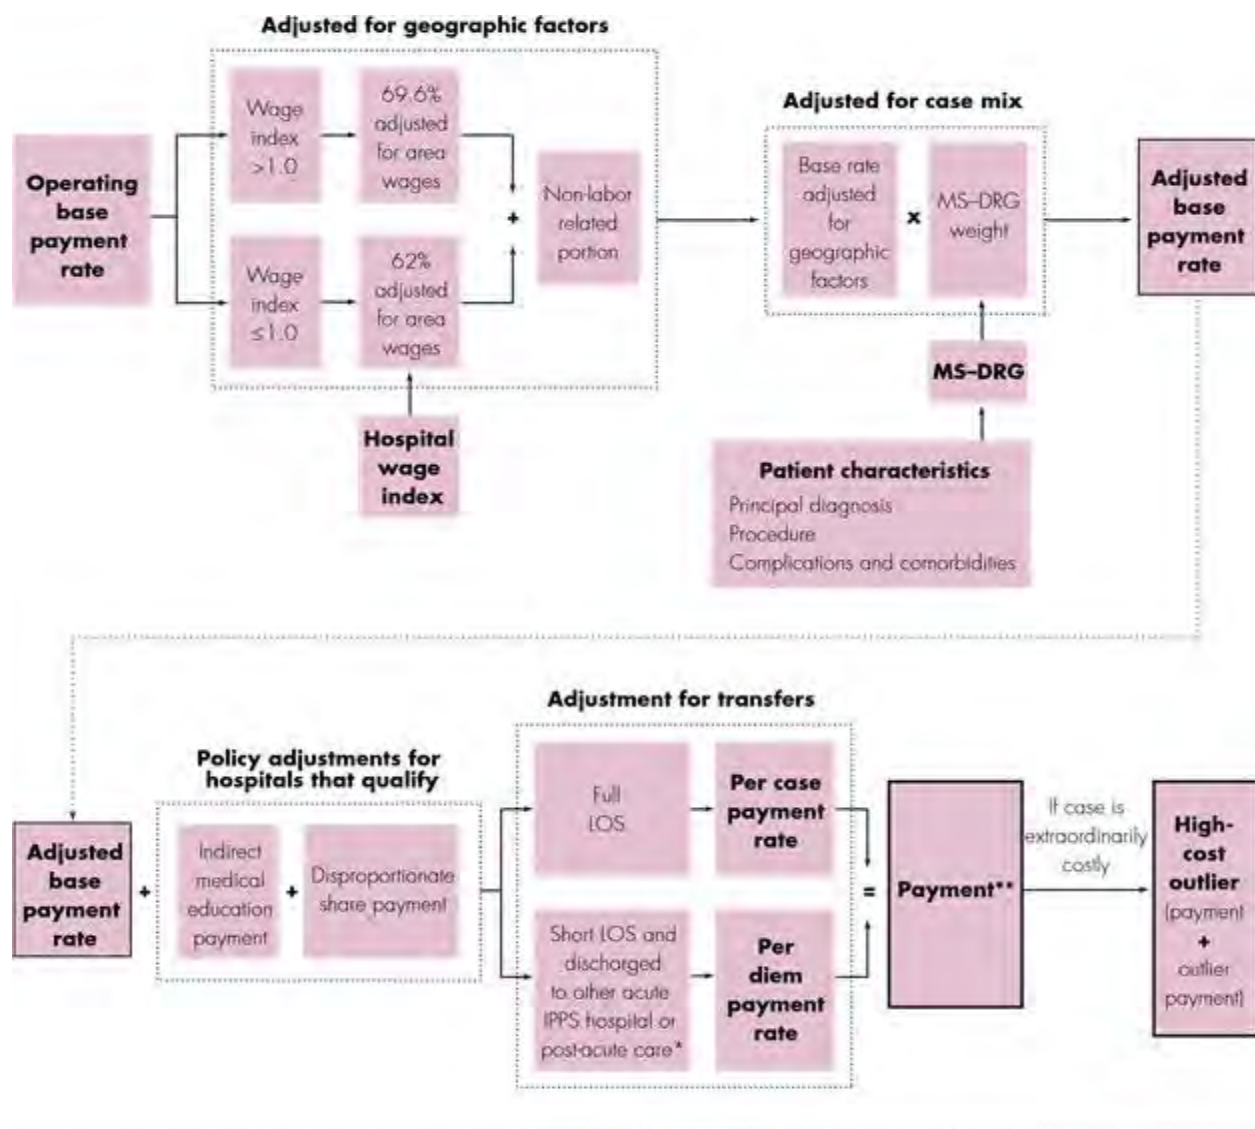 Adjusted for geographic factors
Operating
base
payment
rate
Wage
index
>1.0
69.6%
adjusted
for area
wages
Wage
index
≤1.0
62%
adjusted
for area
wages
+
Non-labor
related
portion
Hospital
wage
index
Adjusted for case mix
Base rate
adjusted
for
geographic
factors
×
MS–DRG
weight
MS–DRG
Patient characteristics
Principal diagnosis
Procedure
Complications and comorbidities
Adjusted
base
payment
rate
Adjusted
base
payment
rate
+
Policy adjustments for
hospitals that qualify
Indirect
medical
education
payment
+
Disproportionate
share payment
Adjustment for transfers
Full
LOS
Per case
payment
rate
Short LOS and
discharged
to other acute
IPPS hospital or
post-acute care*
Per
diem
payment
rate
=
Payment**
If case is
extraordinarily
costly
High-
cost
outlier
(payment
+
outlier
payment)